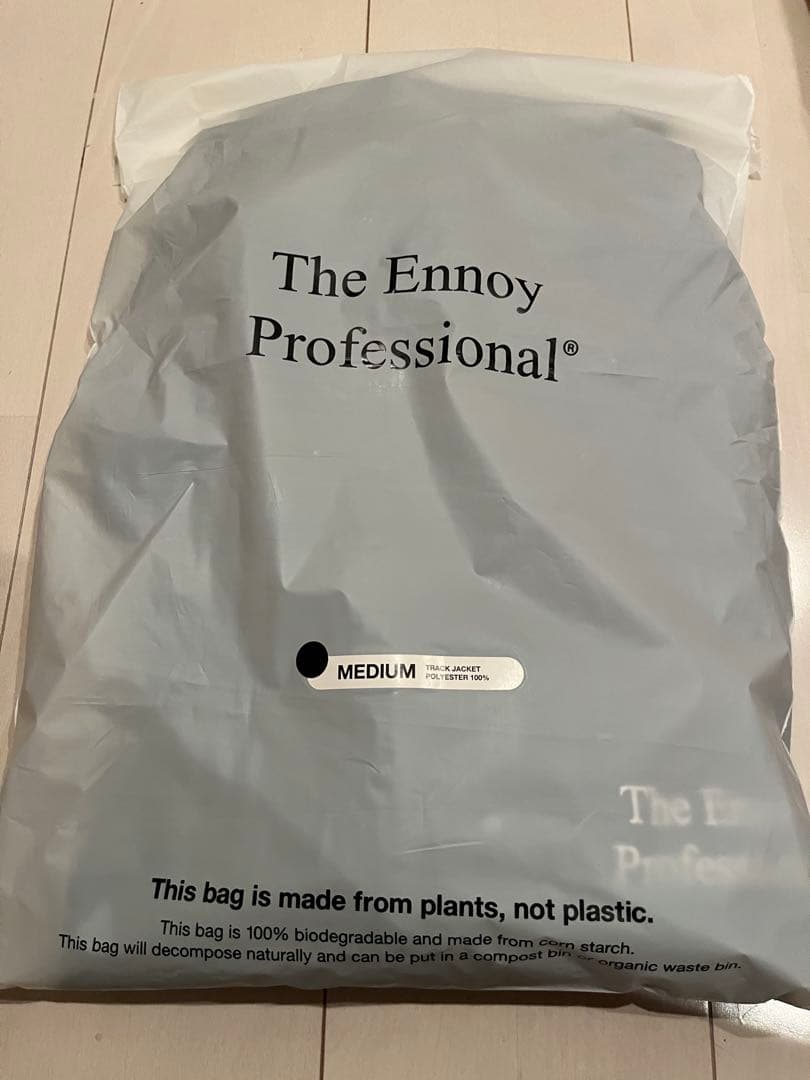 The Ennoy
Professional®
MEDIUM
TRACK JACKET
POLYESTER 100%
The
This bag is made from plants, not plastic.
This bag is 100% biodegradable and made from corn starch.
This bag will decompose naturally and can be put in a compost bin or organic waste bin.